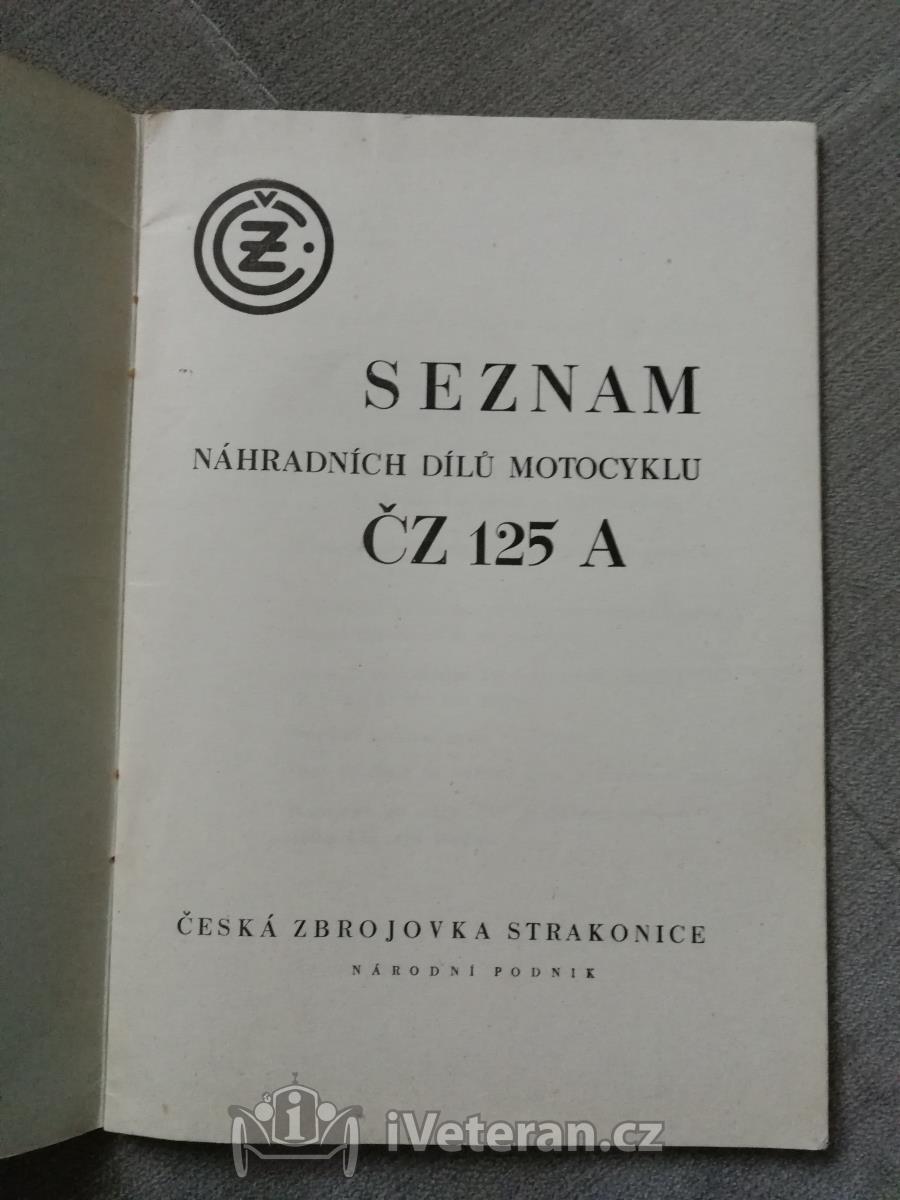 ČZ
SEZNAM
NÁHRADNÍCH DÍLŮ MOTOCYKLU
ČZ 125 A
ČESKÁ ZBROJOVKA STRAKONICE
NÁRODNÍ PODNIK
iVeteran.cz